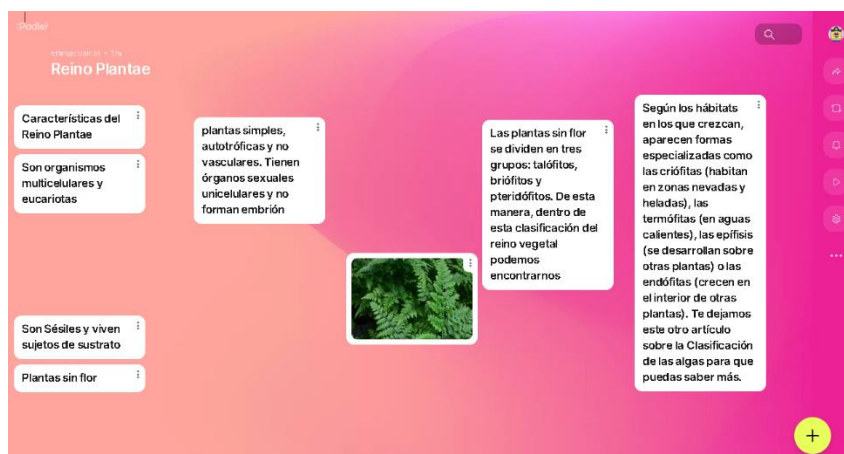 Padlet
Reino Plantae
Características del
Reino Plantae
Son organismos
multicelulares y
eucariotas
Son Sésiles y viven
sujetos de sustrato
Plantas sin flor
plantas simples,
autotróficas y no
vasculares. Tienen
órganos sexuales
unicelulares y no
forman embrión
Las plantas sin flor
se dividen en tres
grupos: talófitos,
briófitos y
pteridófitos. De esta
manera, dentro de
esta clasificación del
reino vegetal
podemos
encontrarnos
Según los hábitats
en los que crezcan,
aparecen formas
especializadas como
las criófitas (habitan
en zonas nevadas y
heladas), las
termófitas (en aguas
calientes), las epífisis
(se desarrollan sobre
otras plantas) o las
endófitas (crecen en
el interior de otras
plantas). Te dejamos
este otro artículo
sobre la Clasificación
de las algas para que
puedas saber más.